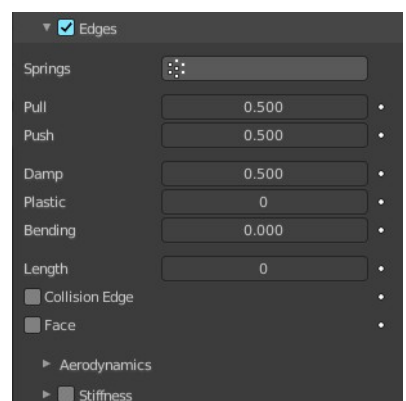 Edges
Springs
Pull 0.500
Push 0.500
Damp 0.500
Plastic 0
Bending 0.000
Length 0
Collision Edge
Face
Aerodynamics
Stiffness